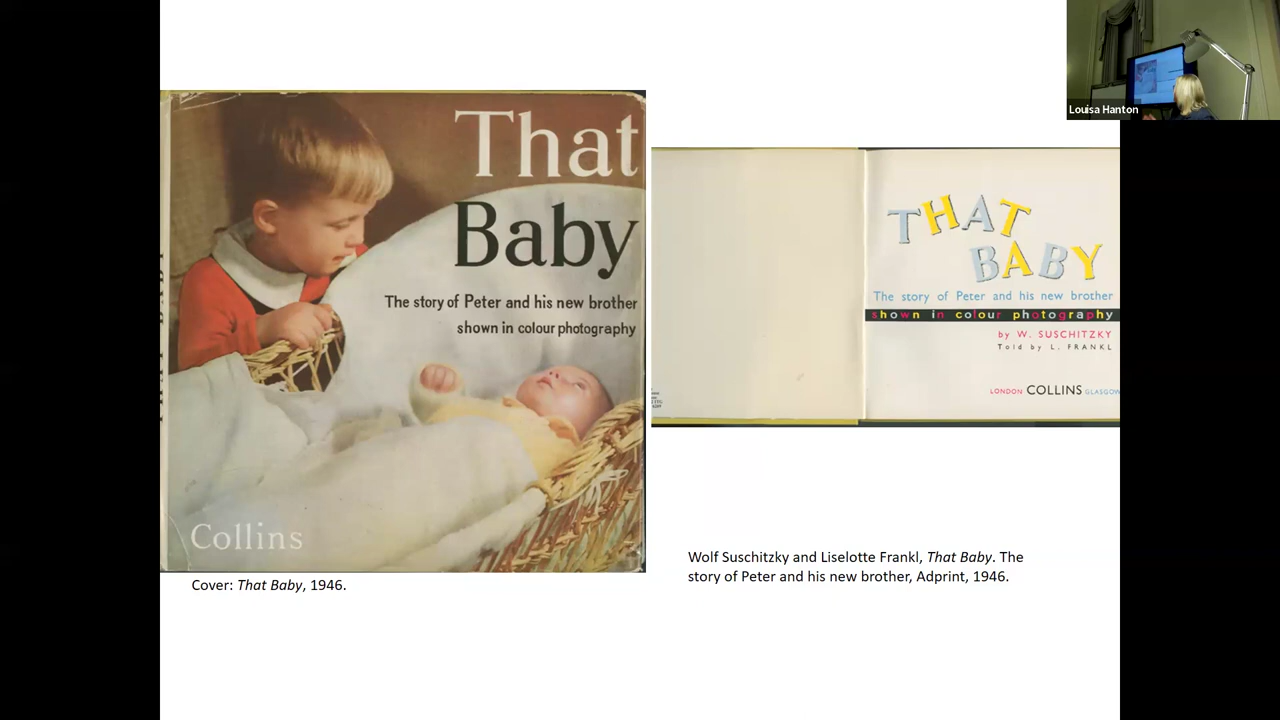 Louisa Hanton
That
Baby
The story of Peter and his new brother
shown in colour photography
Collins
Cover: That Baby, 1946.
THAT
BABY
The story of Peter and his new brother
shown in colour photography
by W. SUSCHITZKY
Told by L. FRANKL
LONDON COLLINS GLASGOW
Wolf Suschitzky and Liselotte Frankl, That Baby. The
story of Peter and his new brother, Adprint, 1946.